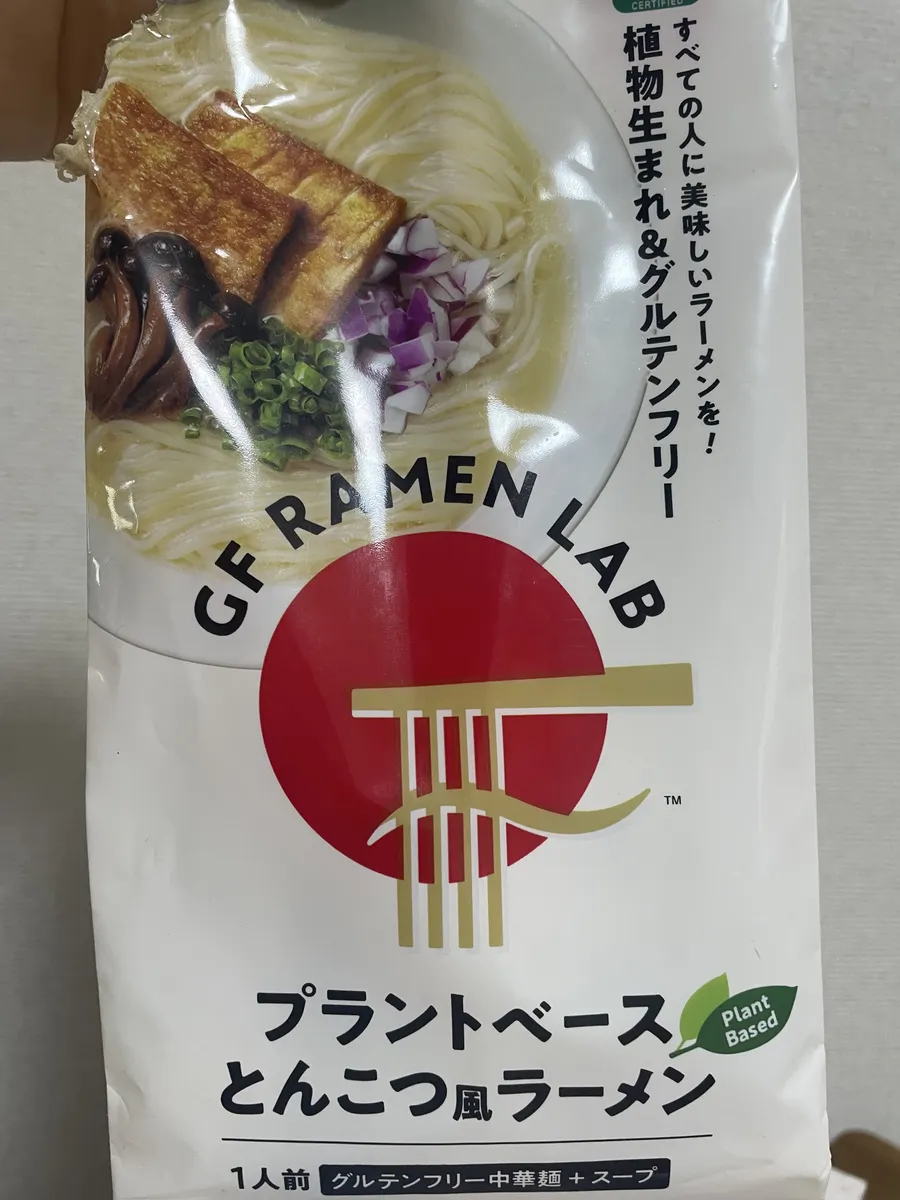 CERTIFIED
すべての人に美味しいラーメンを!
植物生まれ&グルテンフリー
GF RAMEN LAB
TM
プラントベース
とんこつ風ラーメン
Plant
Based
1人前 グルテンフリー中華麺+スープ